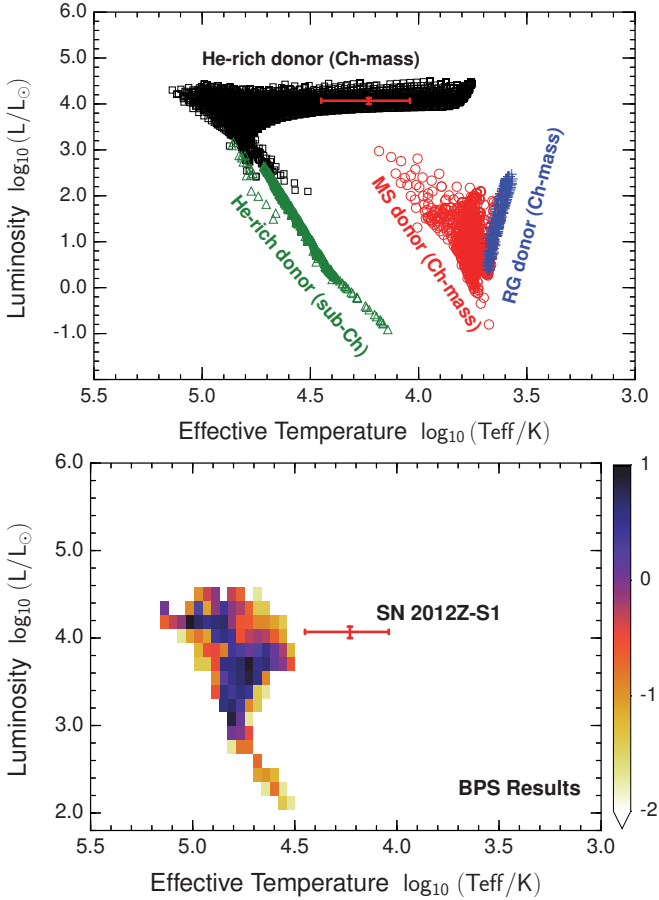 6.0
5.0
4.0
3.0
2.0
1.0
0.0
-1.0
Luminosity log₁₀ (L/L☉)
He-rich donor (Ch-mass)
He-rich donor (sub-Ch)
MS donor (Ch-mass)
RG donor (Ch-mass)
5.5 5.0 4.5 4.0 3.5 3.0
Effective Temperature log₁₀ (Teff/K)
6.0
5.0
4.0
3.0
2.0
Luminosity log₁₀ (L/L☉)
SN 2012Z-S1
BPS Results
1
0
-1
-2
5.5 5.0 4.5 4.0 3.5 3.0
Effective Temperature log₁₀ (Teff/K)